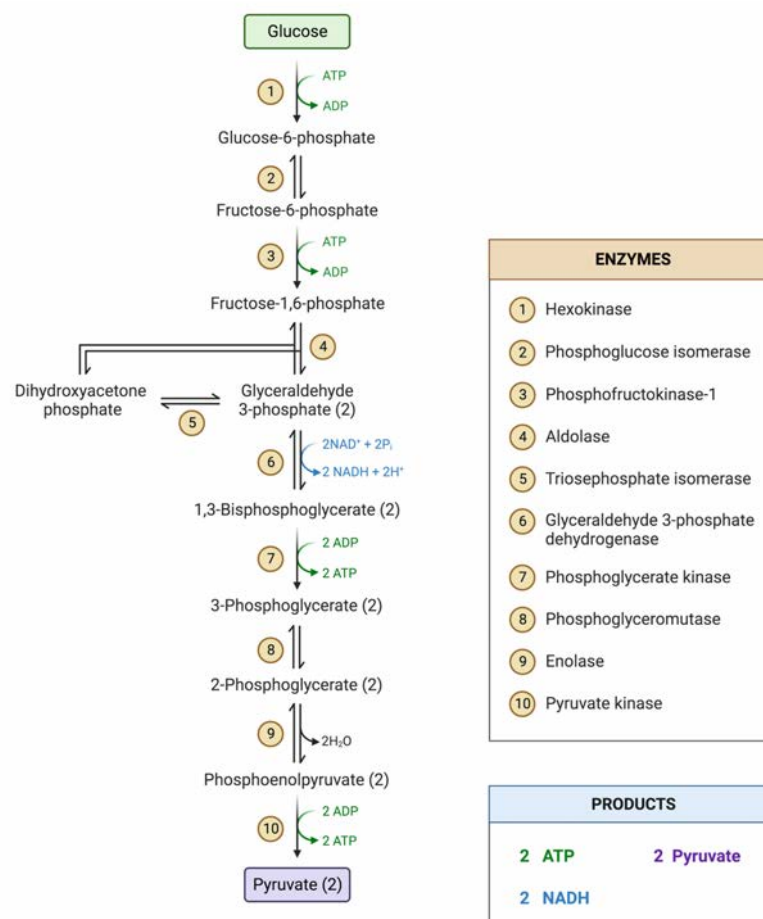 Glucose
1
ATP
ADP
Glucose-6-phosphate
2
Fructose-6-phosphate
3
ATP
ADP
Fructose-1,6-phosphate
4
Dihydroxyacetone
phosphate
5
Glyceraldehyde
3-phosphate (2)
6
2NAD⁺ + 2Pᵢ
2 NADH + 2H⁺
1,3-Bisphosphoglycerate (2)
7
2 ADP
2 ATP
3-Phosphoglycerate (2)
8
2-Phosphoglycerate (2)
9
2H₂O
Phosphoenolpyruvate (2)
10
2 ADP
2 ATP
Pyruvate (2)
ENZYMES
1 Hexokinase
2 Phosphoglucose isomerase
3 Phosphofructokinase-1
4 Aldolase
5 Triosephosphate isomerase
6 Glyceraldehyde 3-phosphate
dehydrogenase
7 Phosphoglycerate kinase
8 Phosphoglyceromutase
9 Enolase
10 Pyruvate kinase
PRODUCTS
2 ATP 2 Pyruvate
2 NADH